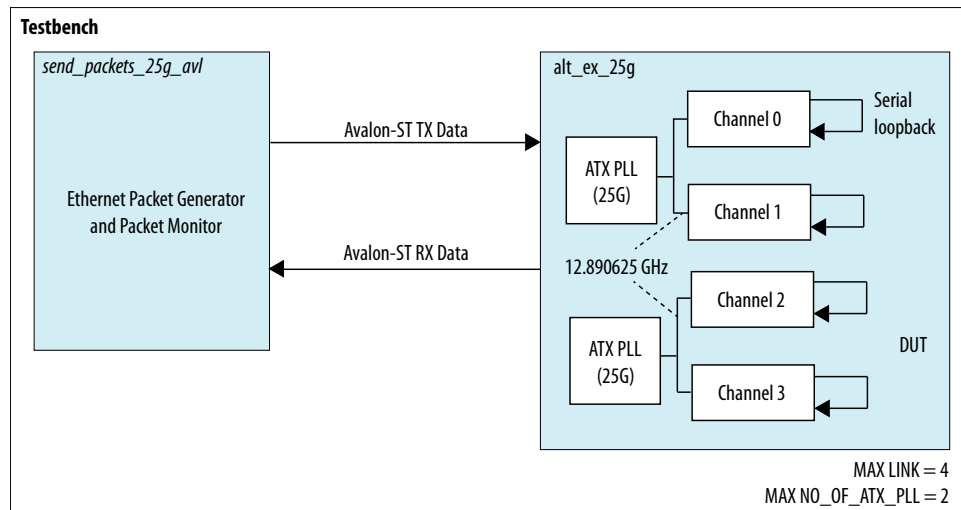 Testbench
send_packets_25g_avl
Ethernet Packet Generator
and Packet Monitor
Avalon-ST TX Data
Avalon-ST RX Data
alt_ex_25g
ATX PLL
(25G)
Channel 0
Serial
loopback
Channel 1
12.890625 GHz
Channel 2
ATX PLL
(25G)
DUT
Channel 3
MAX LINK = 4
MAX NO_OF_ATX_PLL = 2